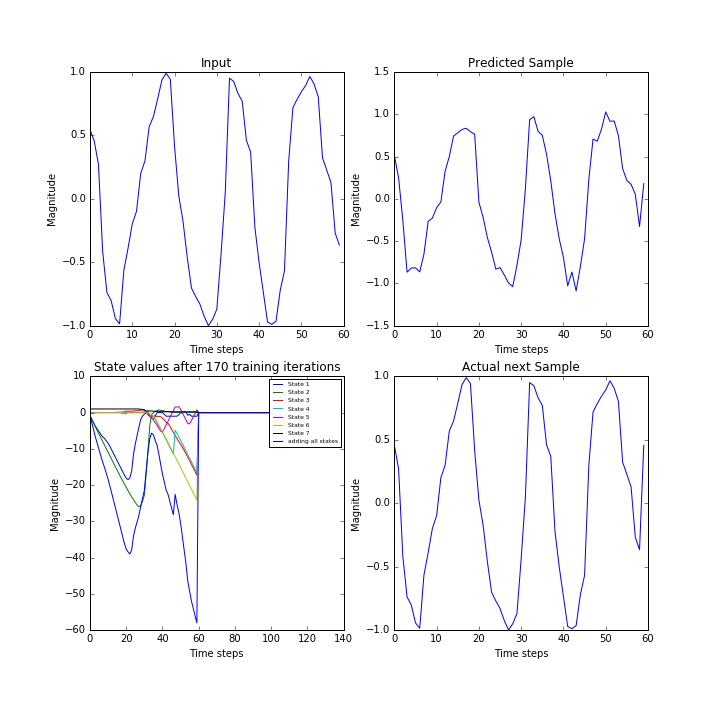 Input
Magnitude
1.0
0.5
0.0
−0.5
−1.0
0 10 20 30 40 50 60
Time steps
Predicted Sample
Magnitude
1.5
1.0
0.5
0.0
−0.5
−1.0
−1.5
0 10 20 30 40 50 60
Time steps
State values after 170 training iterations
Magnitude
10
0
−10
−20
−30
−40
−50
−60
0 20 40 60 80 100 120 140
Time steps
State 1
State 2
State 3
State 4
State 5
State 6
State 7
adding all states
Actual next Sample
Magnitude
1.0
0.5
0.0
−0.5
−1.0
0 10 20 30 40 50 60
Time steps